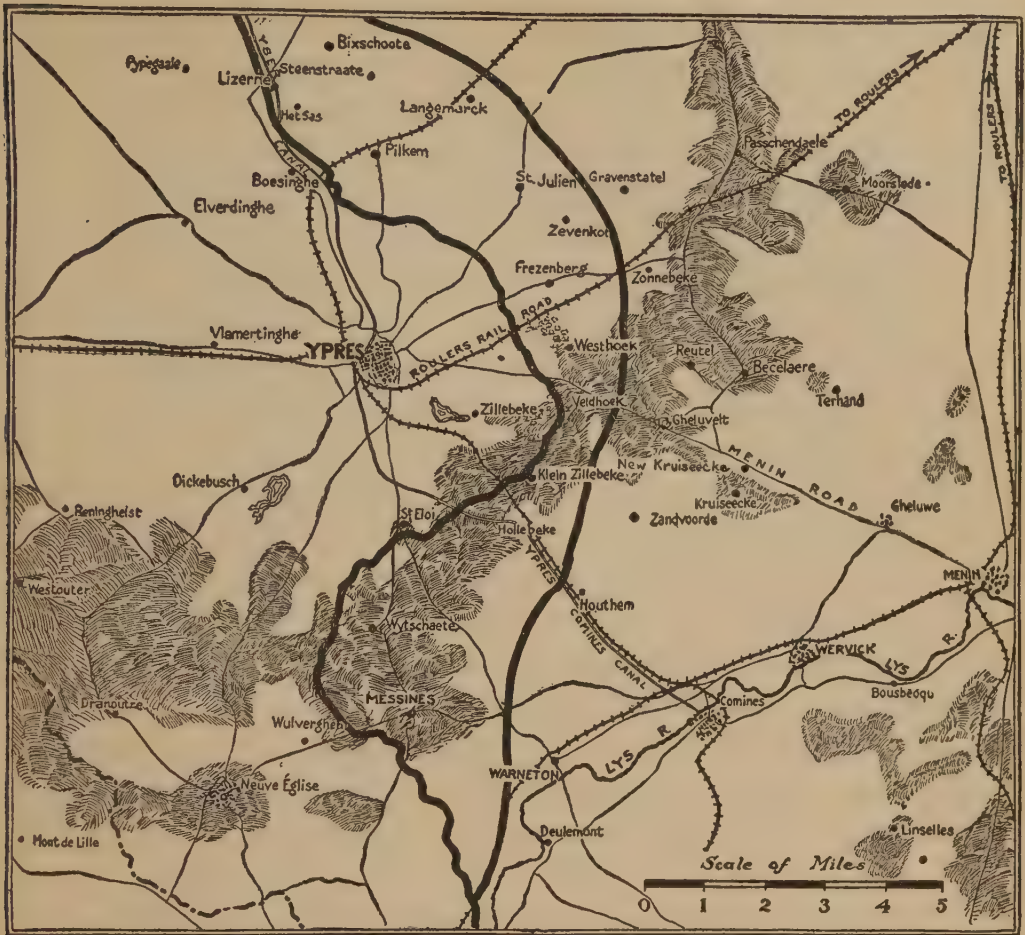 Bixschoote
YSER
Pypegaale
Steenstraate
Lizerne
TO ROULERS
TO ROULERS
Langemarck
Het Sas
CANAL
Pilkem
Passchendaele
Boesinghe
St. Julien
Gravenstatel
Moorslede
Elverdinghe
Zevenkot
Frezenberg
Zonnebeke
Vlamertinghe
YPRES
ROULERS RAIL ROAD
Westhoek
Reutel
Becelaere
Terhand
Zillebeke
Veldhoek
Gheluvelt
MENIN ROAD
Klein Zillebeke
New Kruiseecke
Dickebusch
Kruiseecke
Reninghelst
St Eloi
Hollebeke
Zandvoorde
Gheluwe
YPRES COMINES CANAL
MENIN
Westouter
Houthem
Wytschaete
WERVICK
LYS R.
Bousbecqu
Dranoutre
MESSINES
Comines
Wulverghem
LYS R.
WARNETON
Neuve Église
Deulemont
Linselles
Mont de Lille
Scale of Miles
0 1 2 3 4 5